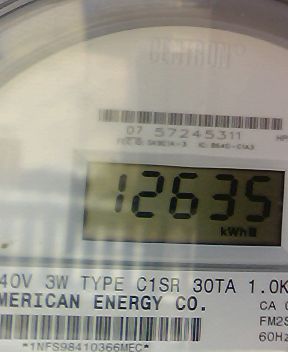 07 57245311
12635
kWh
40V 3W TYPE C1SR 30TA 1.0K
MERICAN ENERGY CO.
CA
FM2S
60Hz
*1NFS98410366MEC*